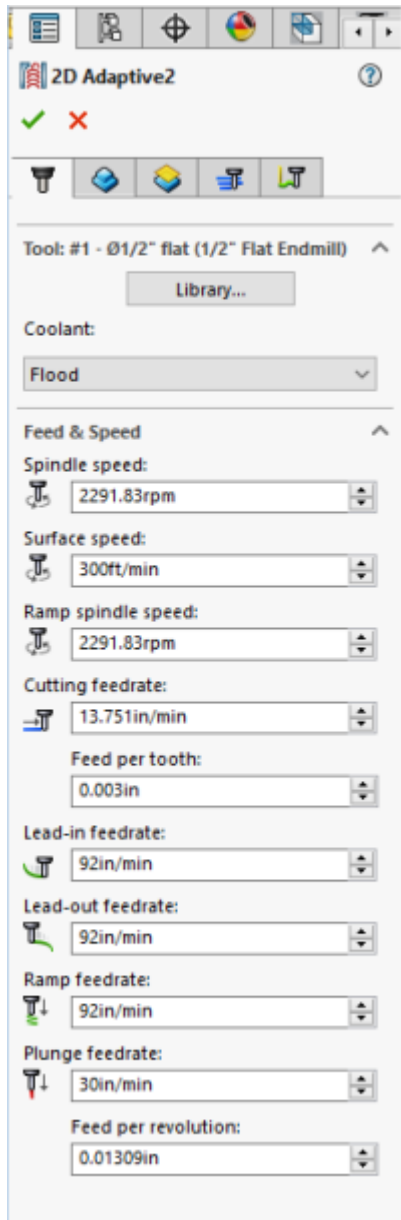 2D Adaptive2
Tool: #1 - Ø1/2" flat (1/2" Flat Endmill)
Library...
Coolant:
Flood
Feed & Speed
Spindle speed:
2291.83rpm
Surface speed:
300ft/min
Ramp spindle speed:
2291.83rpm
Cutting feedrate:
13.751in/min
Feed per tooth:
0.003in
Lead-in feedrate:
92in/min
Lead-out feedrate:
92in/min
Ramp feedrate:
92in/min
Plunge feedrate:
30in/min
Feed per revolution:
0.01309in